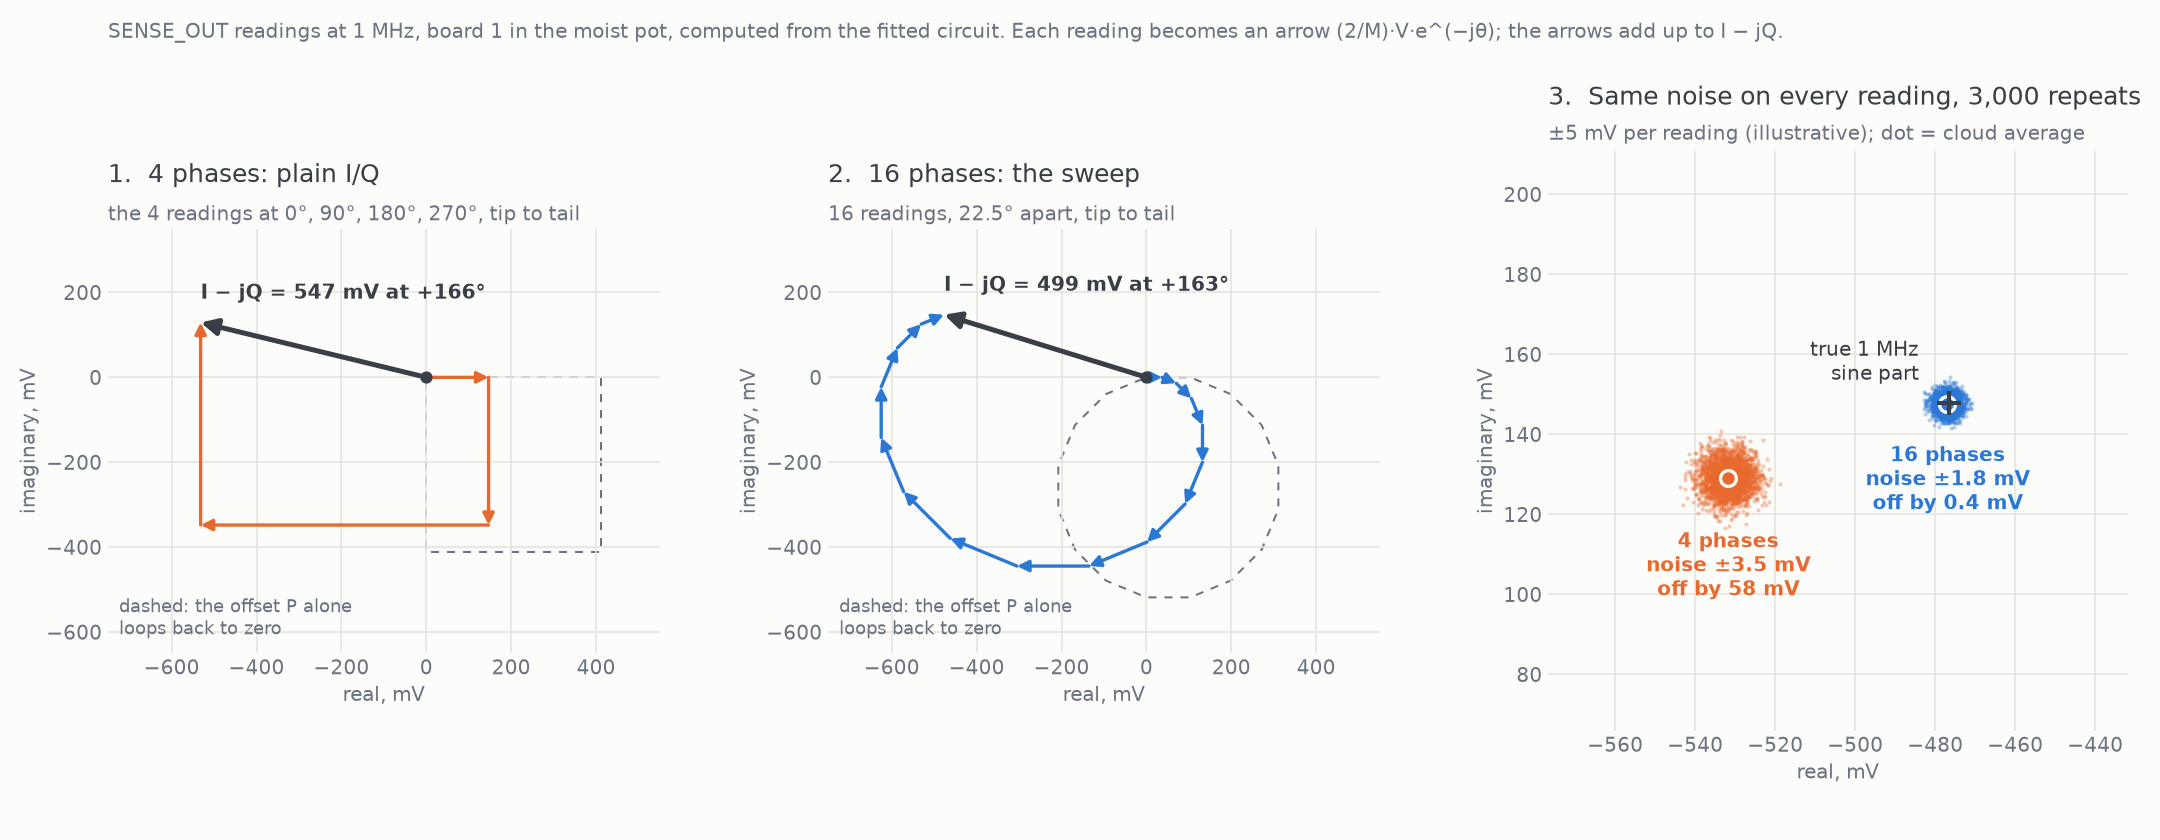 SENSE_OUT readings at 1 MHz, board 1 in the moist pot, computed from the fitted circuit. Each reading becomes an arrow (2/M)·V·e^(−jθ); the arrows add up to I − jQ.
1. 4 phases: plain I/Q
the 4 readings at 0°, 90°, 180°, 270°, tip to tail
I − jQ = 547 mV at +166°
200
0
−200
−400
−600
imaginary, mV
dashed: the offset P alone
loops back to zero
−600 −400 −200 0 200 400
real, mV
2. 16 phases: the sweep
16 readings, 22.5° apart, tip to tail
I − jQ = 499 mV at +163°
200
0
−200
−400
−600
imaginary, mV
dashed: the offset P alone
loops back to zero
−600 −400 −200 0 200 400
real, mV
3. Same noise on every reading, 3,000 repeats
±5 mV per reading (illustrative); dot = cloud average
200
180
160
140
120
100
80
imaginary, mV
true 1 MHz
sine part
16 phases
noise ±1.8 mV
off by 0.4 mV
4 phases
noise ±3.5 mV
off by 58 mV
−560 −540 −520 −500 −480 −460 −440
real, mV